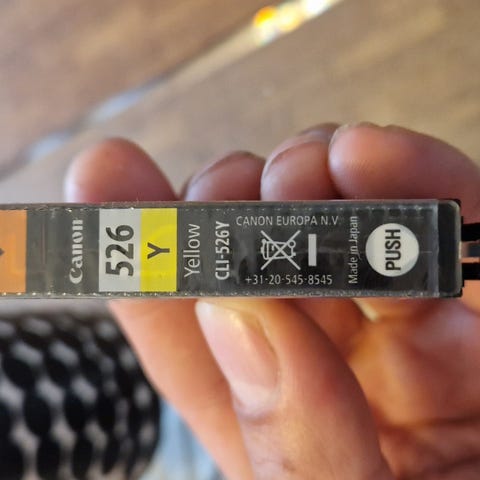 Canon
526
Y
Yellow
CLI-526Y
CANON EUROPA N.V.
+31-20-545-8545
Made in Japan
PUSH